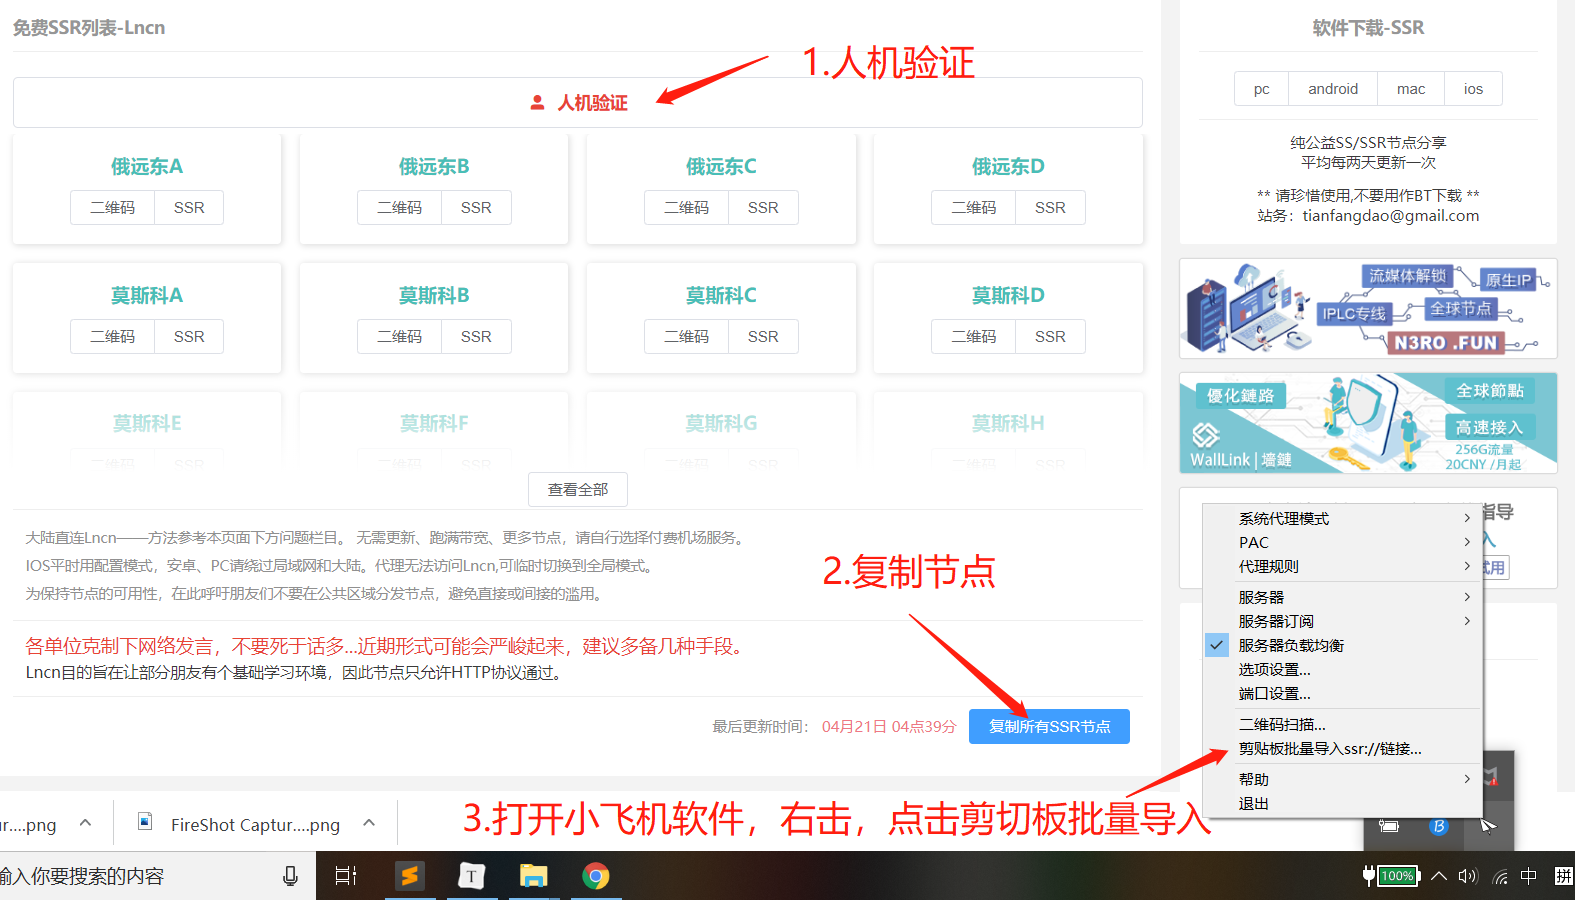 免费SSR列表-Lncn
1.人机验证
人机验证
俄远东A
二维码 SSR
俄远东B
二维码 SSR
俄远东C
二维码 SSR
俄远东D
二维码 SSR
莫斯科A
二维码 SSR
莫斯科B
二维码 SSR
莫斯科C
二维码 SSR
莫斯科D
二维码 SSR
莫斯科E
二维码 SSR
莫斯科F
二维码 SSR
莫斯科G
二维码 SSR
莫斯科H
二维码 SSR
查看全部
大陆直连Lncn——方法参考本页面下方问题栏目。 无需更新、跑满带宽、更多节点，请自行选择付费机场服务。
IOS平时用配置模式，安卓、PC请绕过局域网和大陆。代理无法访问Lncn,可临时切换到全局模式。
为保持节点的可用性，在此呼吁朋友们不要在公共区域分发节点，避免直接或间接的滥用。
2.复制节点
各单位克制下网络发言，不要死于话多...近期形式可能会严峻起来，建议多备几种手段。
Lncn目的旨在让部分朋友有个基础学习环境，因此节点只允许HTTP协议通过。
最后更新时间： 04月21日 04点39分 复制所有SSR节点
3.打开小飞机软件，右击，点击剪切板批量导入
软件下载-SSR
pc android mac ios
纯公益SS/SSR节点分享
平均每两天更新一次
** 请珍惜使用,不要用作BT下载 **
站务：tianfangdao@gmail.com
流媒体解锁
原生IP
IPLC专线
全球节点
N3RO .FUN
優化鏈路
全球節點
高速接入
256G流量
20CNY /月起
WallLink | 墙鏈
指导
入
试用
系统代理模式
PAC
代理规则
服务器
服务器订阅
服务器负载均衡
选项设置...
端口设置...
二维码扫描...
剪贴板批量导入ssr://链接...
帮助
退出
ur....png
FireShot Captur....png
输入你要搜索的内容
T
100%
中
拼